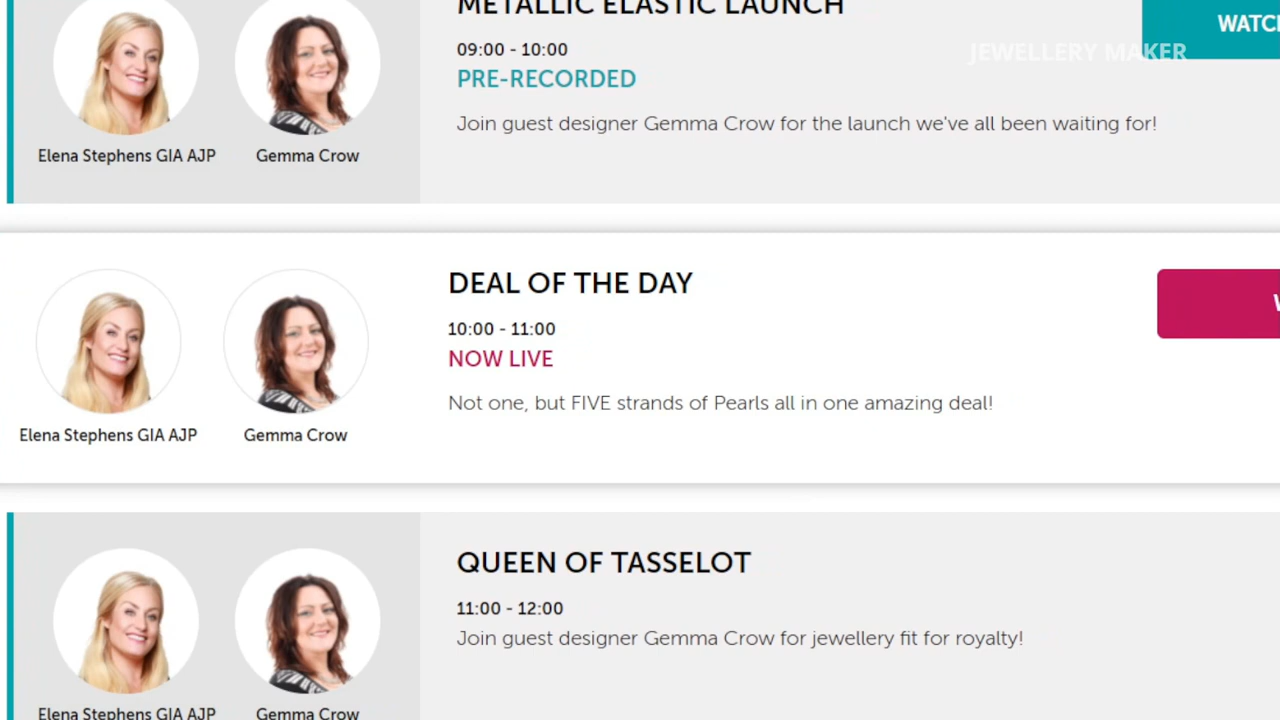 METALLIC ELASTIC LAUNCH
WATCH
09:00 - 10:00
JEWELLERY MAKER
PRE-RECORDED
Join guest designer Gemma Crow for the launch we've all been waiting for!
Elena Stephens GIA AJP
Gemma Crow
DEAL OF THE DAY
10:00 - 11:00
NOW LIVE
Not one, but FIVE strands of Pearls all in one amazing deal!
Elena Stephens GIA AJP
Gemma Crow
QUEEN OF TASSELOT
11:00 - 12:00
Join guest designer Gemma Crow for jewellery fit for royalty!
Elena Stephens GIA AJP
Gemma Crow